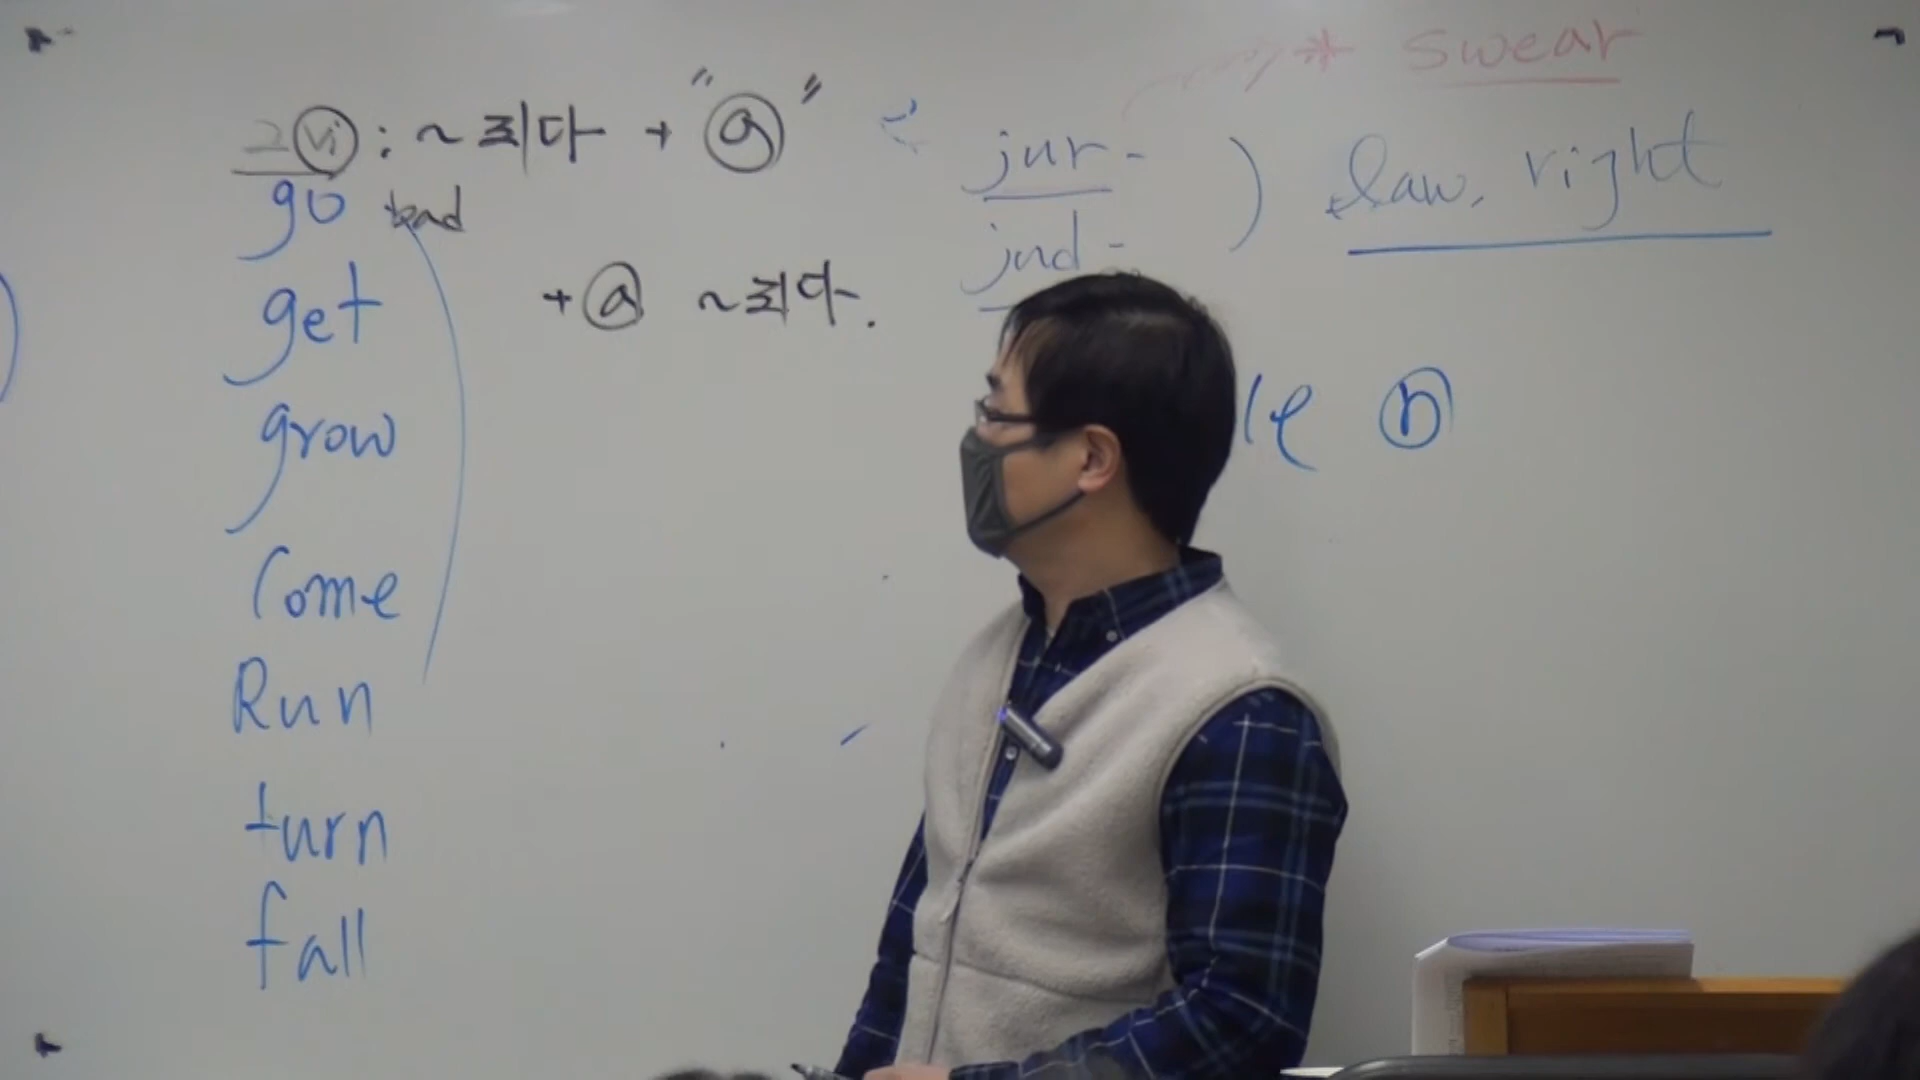 2 vi : ~ 되다 + "ⓐ"
go bad
get
+ ⓐ ~되다.
grow
Come
Run
turn
fall
* swear
jur-
jud-
) law, right
le ⓝ